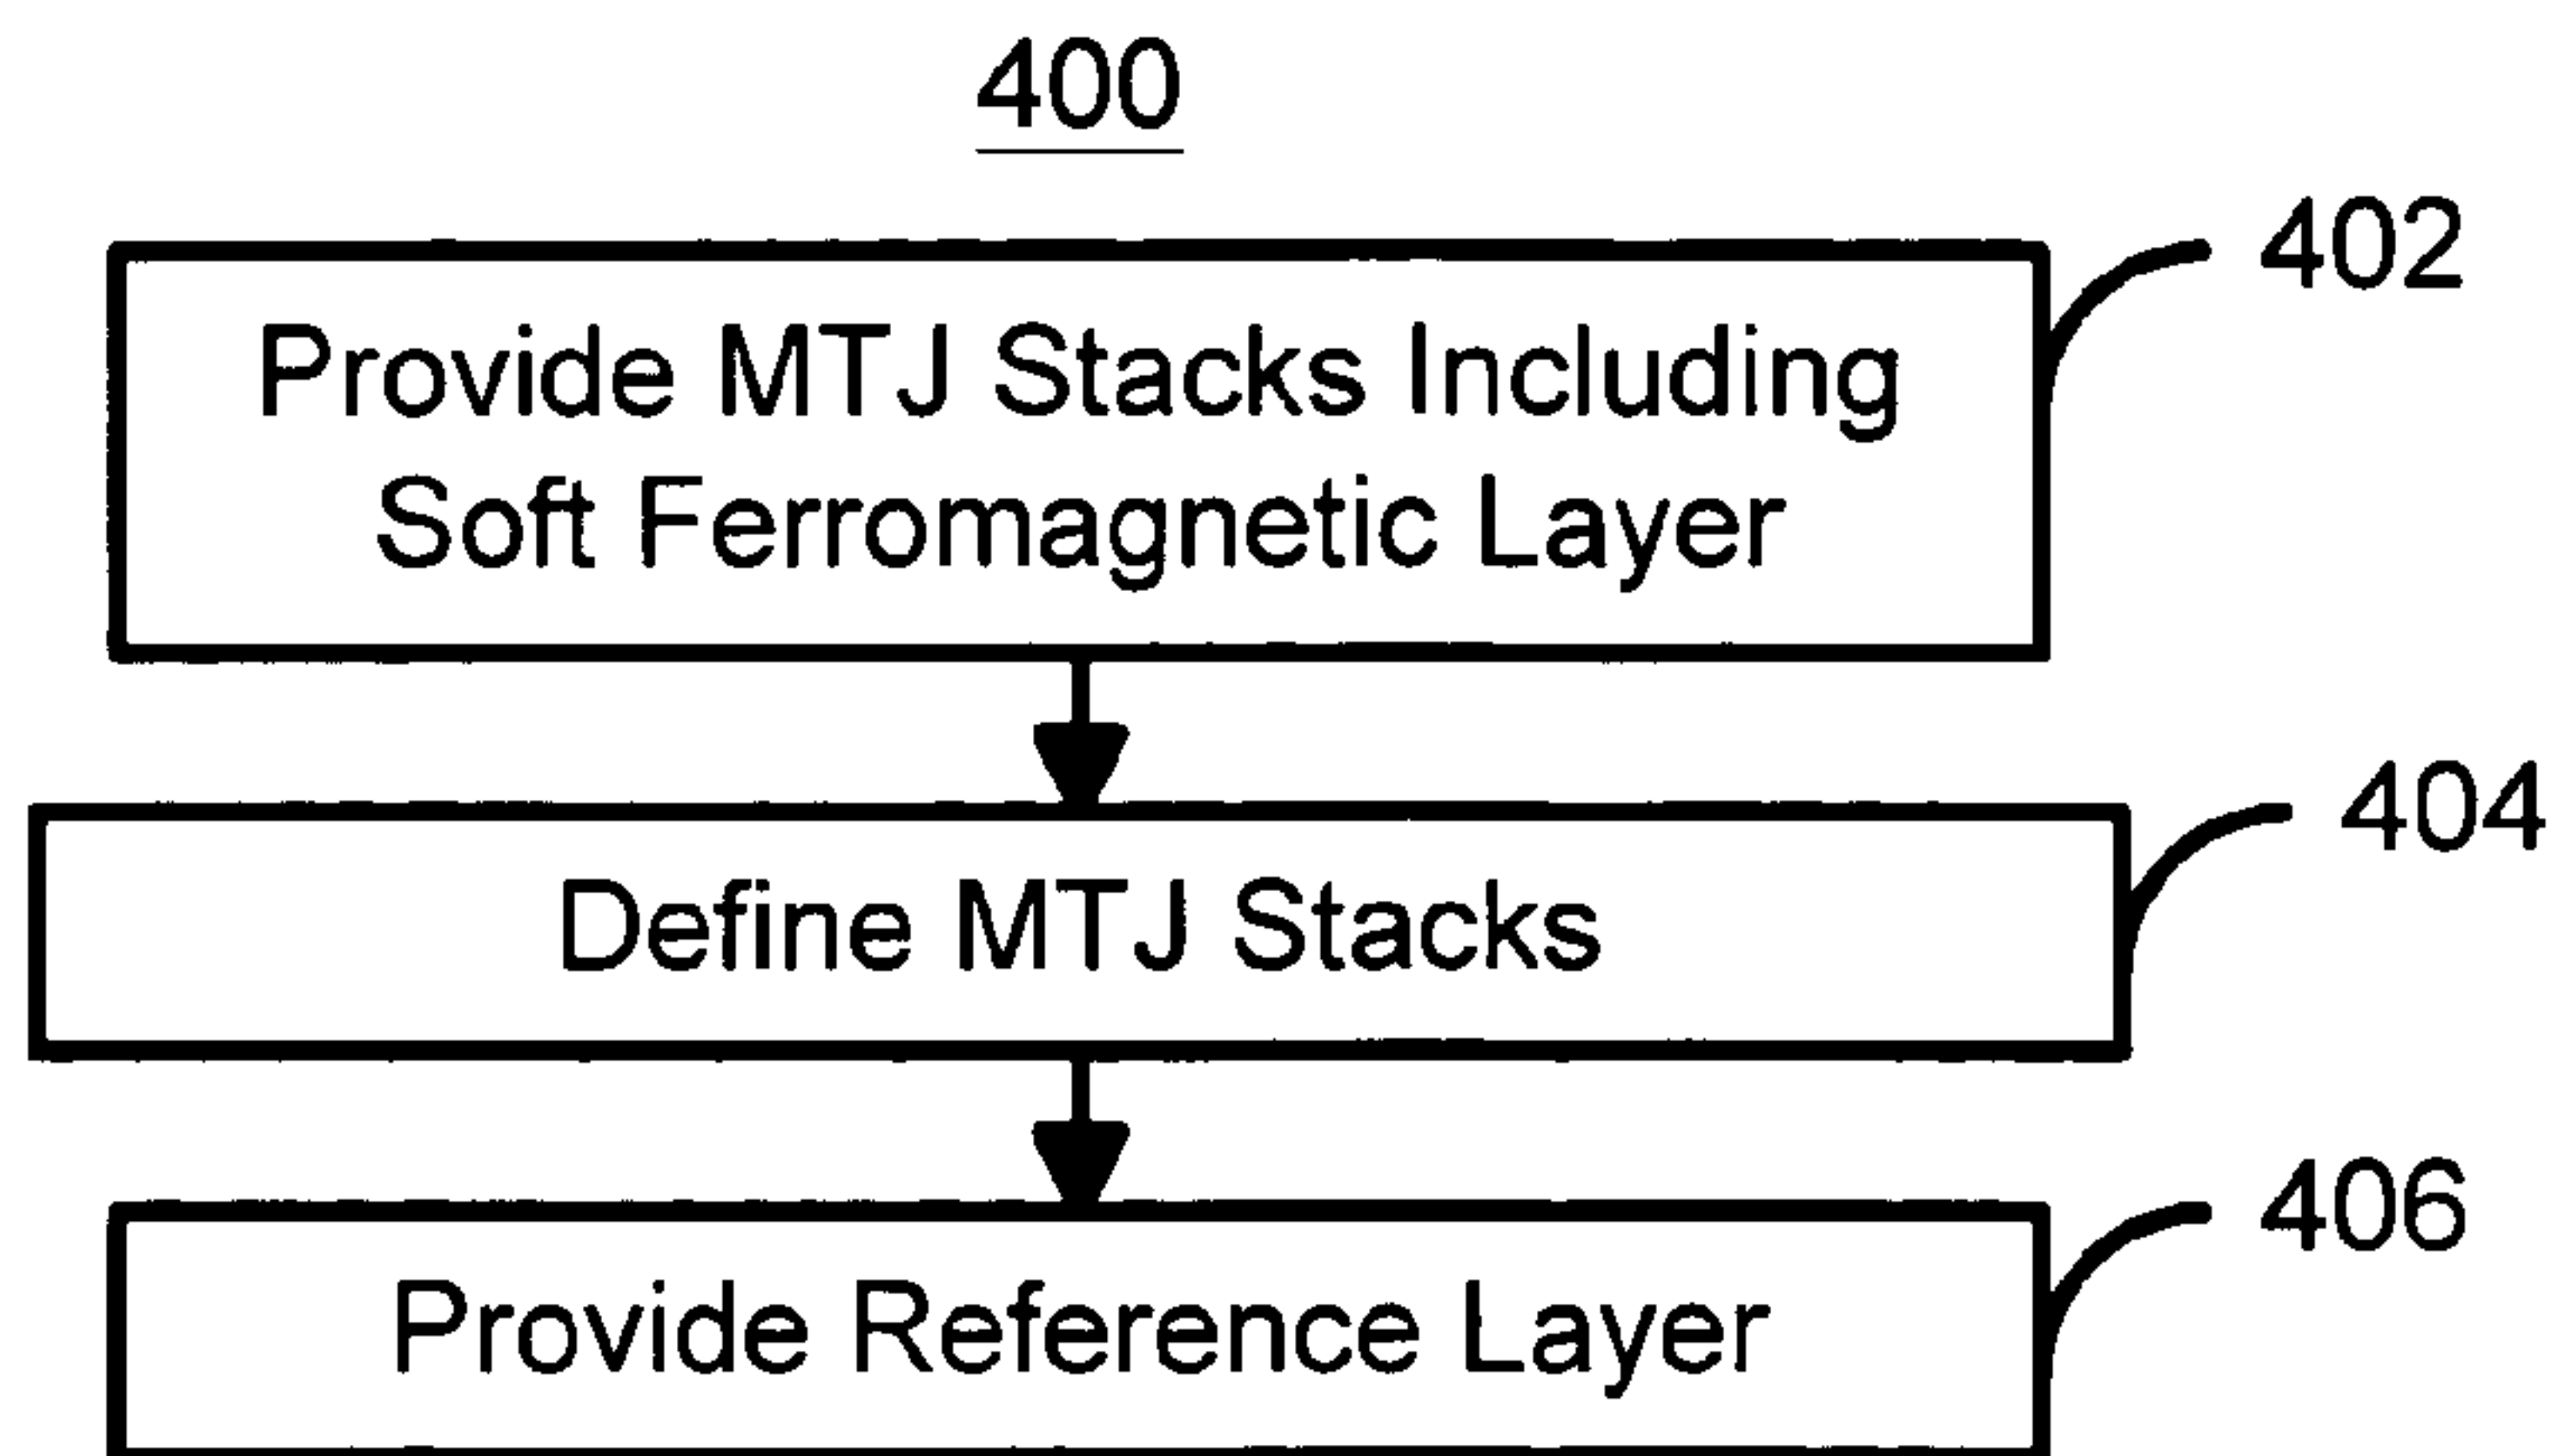 400
402
Provide MTJ Stacks Including
Soft Ferromagnetic Layer
404
Define MTJ Stacks
406
Provide Reference Layer